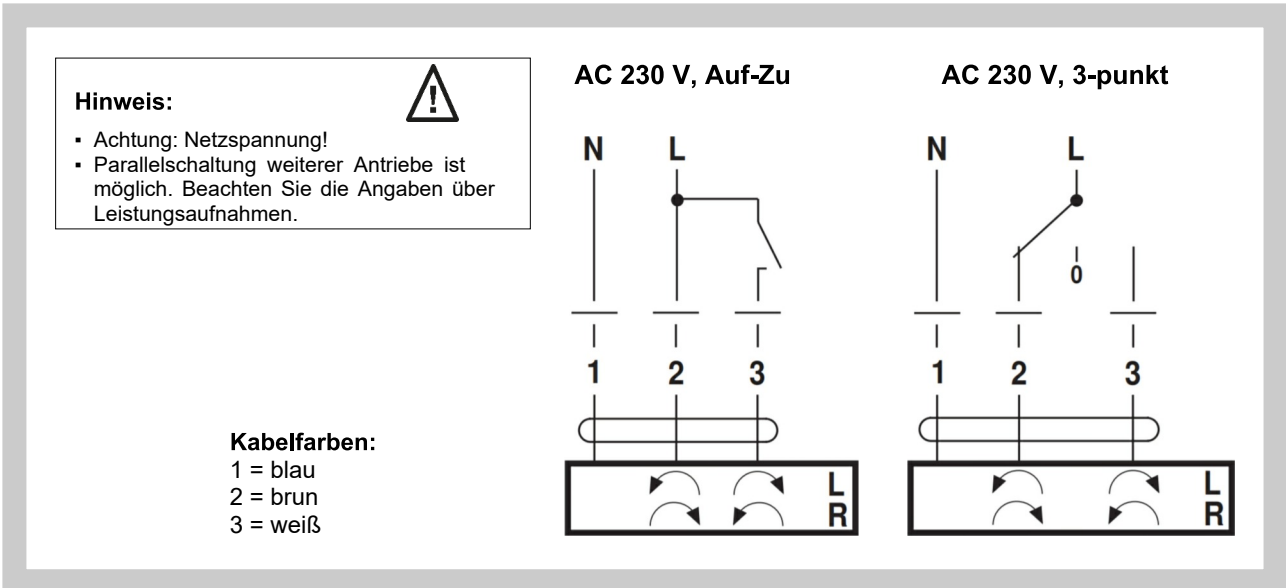 Hinweis:
▪ Achtung: Netzspannung!
▪ Parallelschaltung weiterer Antriebe ist
möglich. Beachten Sie die Angaben über
Leistungsaufnahmen.
Kabelfarben:
1 = blau
2 = brun
3 = weiß
AC 230 V, Auf-Zu
N L
1 2 3
L
R
AC 230 V, 3-punkt
N L
0
1 2 3
L
R